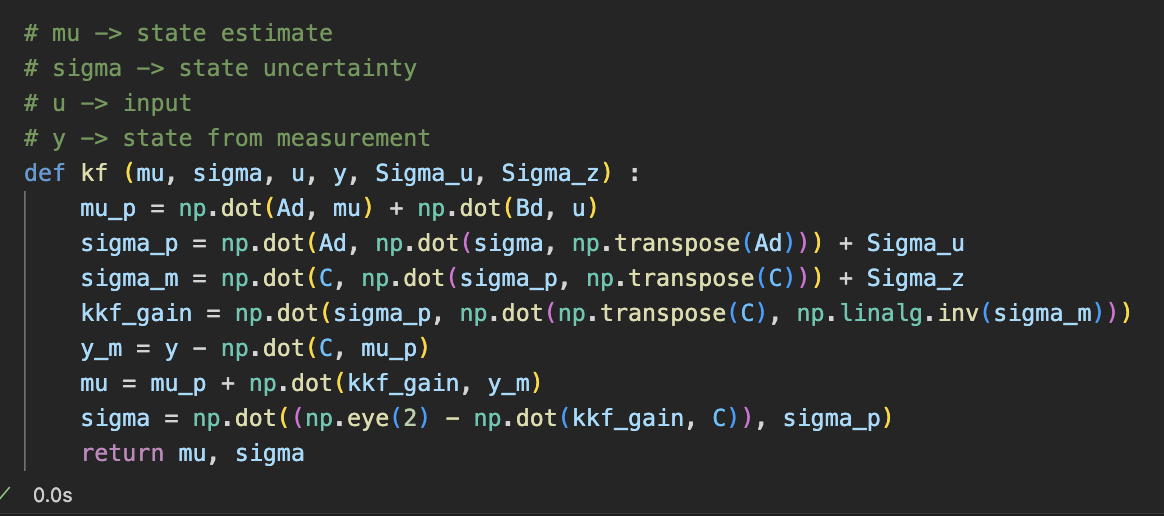 # mu -> state estimate
# sigma -> state uncertainty
# u -> input
# y -> state from measurement
def kf (mu, sigma, u, y, Sigma_u, Sigma_z) :
    mu_p = np.dot(Ad, mu) + np.dot(Bd, u)
    sigma_p = np.dot(Ad, np.dot(sigma, np.transpose(Ad))) + Sigma_u
    sigma_m = np.dot(C, np.dot(sigma_p, np.transpose(C))) + Sigma_z
    kkf_gain = np.dot(sigma_p, np.dot(np.transpose(C), np.linalg.inv(sigma_m)))
    y_m = y - np.dot(C, mu_p)
    mu = mu_p + np.dot(kkf_gain, y_m)
    sigma = np.dot((np.eye(2) - np.dot(kkf_gain, C)), sigma_p)
    return mu, sigma
✓ 0.0s